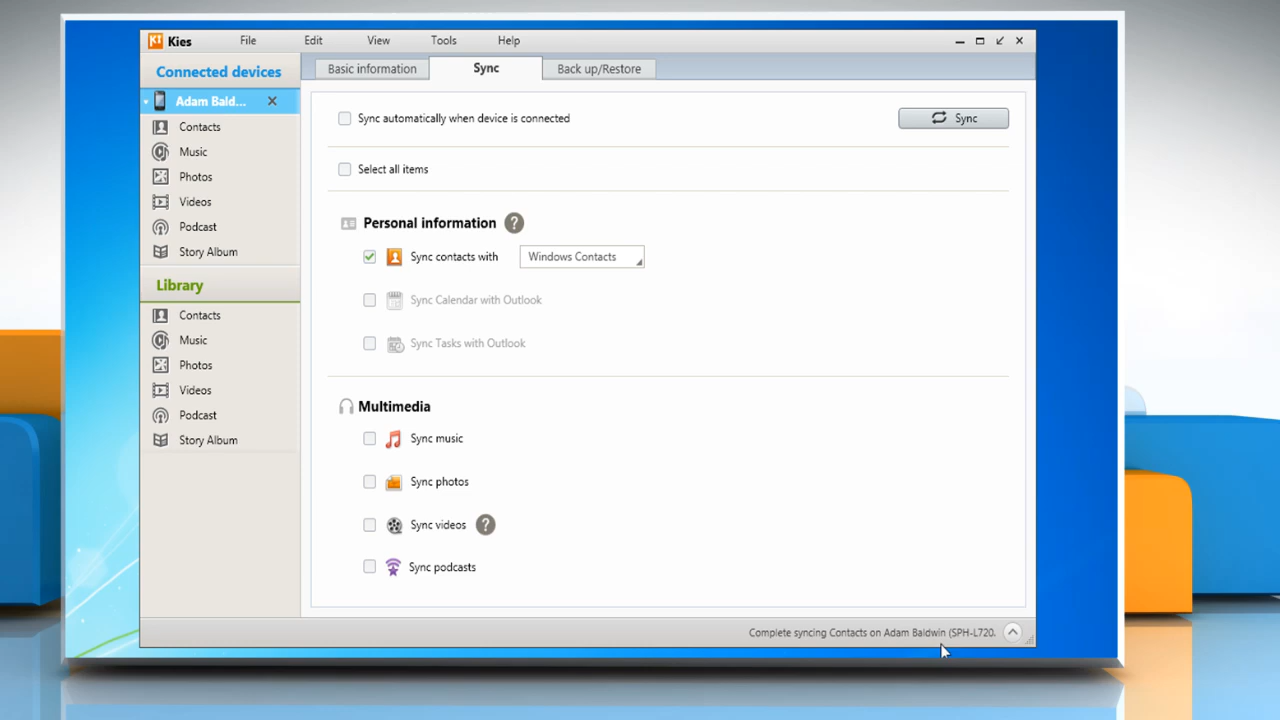 KI Kies File Edit View Tools Help
Connected devices
Basic information Sync Back up/Restore
Adam Bald...
Contacts
Music
Photos
Videos
Podcast
Story Album
Library
Contacts
Music
Photos
Videos
Podcast
Story Album
Sync automatically when device is connected Sync
Select all items
Personal information ?
Sync contacts with Windows Contacts
Sync Calendar with Outlook
Sync Tasks with Outlook
Multimedia
Sync music
Sync photos
Sync videos ?
Sync podcasts
Complete syncing Contacts on Adam Baldwin (SPH-L720.